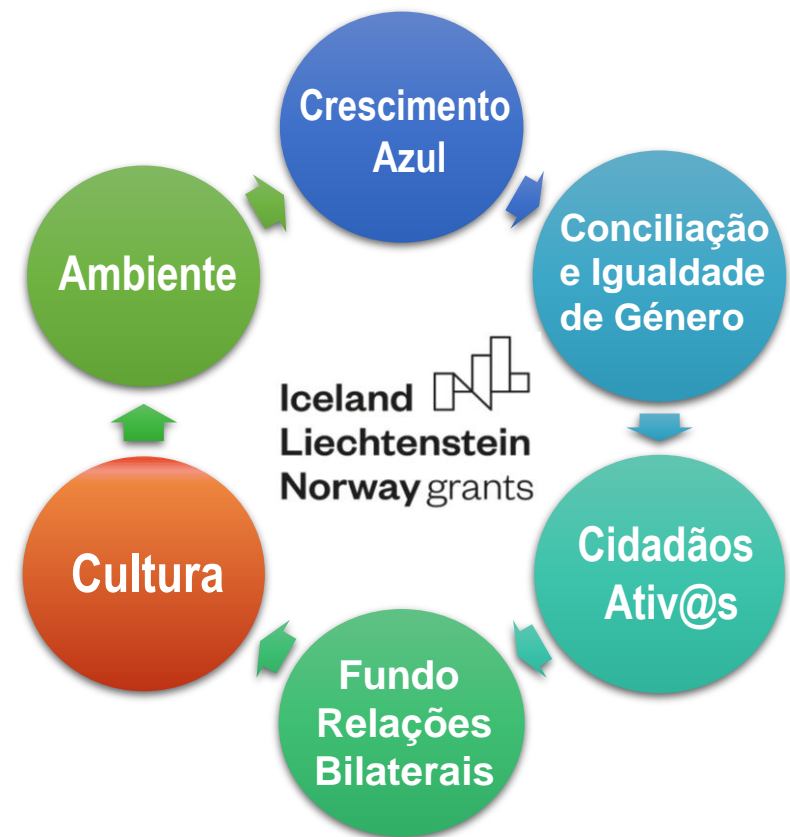 Crescimento
Azul
Conciliação
e Igualdade
de Género
Cidadãos
Ativ@s
Fundo
Relações
Bilaterais
Cultura
Ambiente
Iceland
Liechtenstein
Norway grants